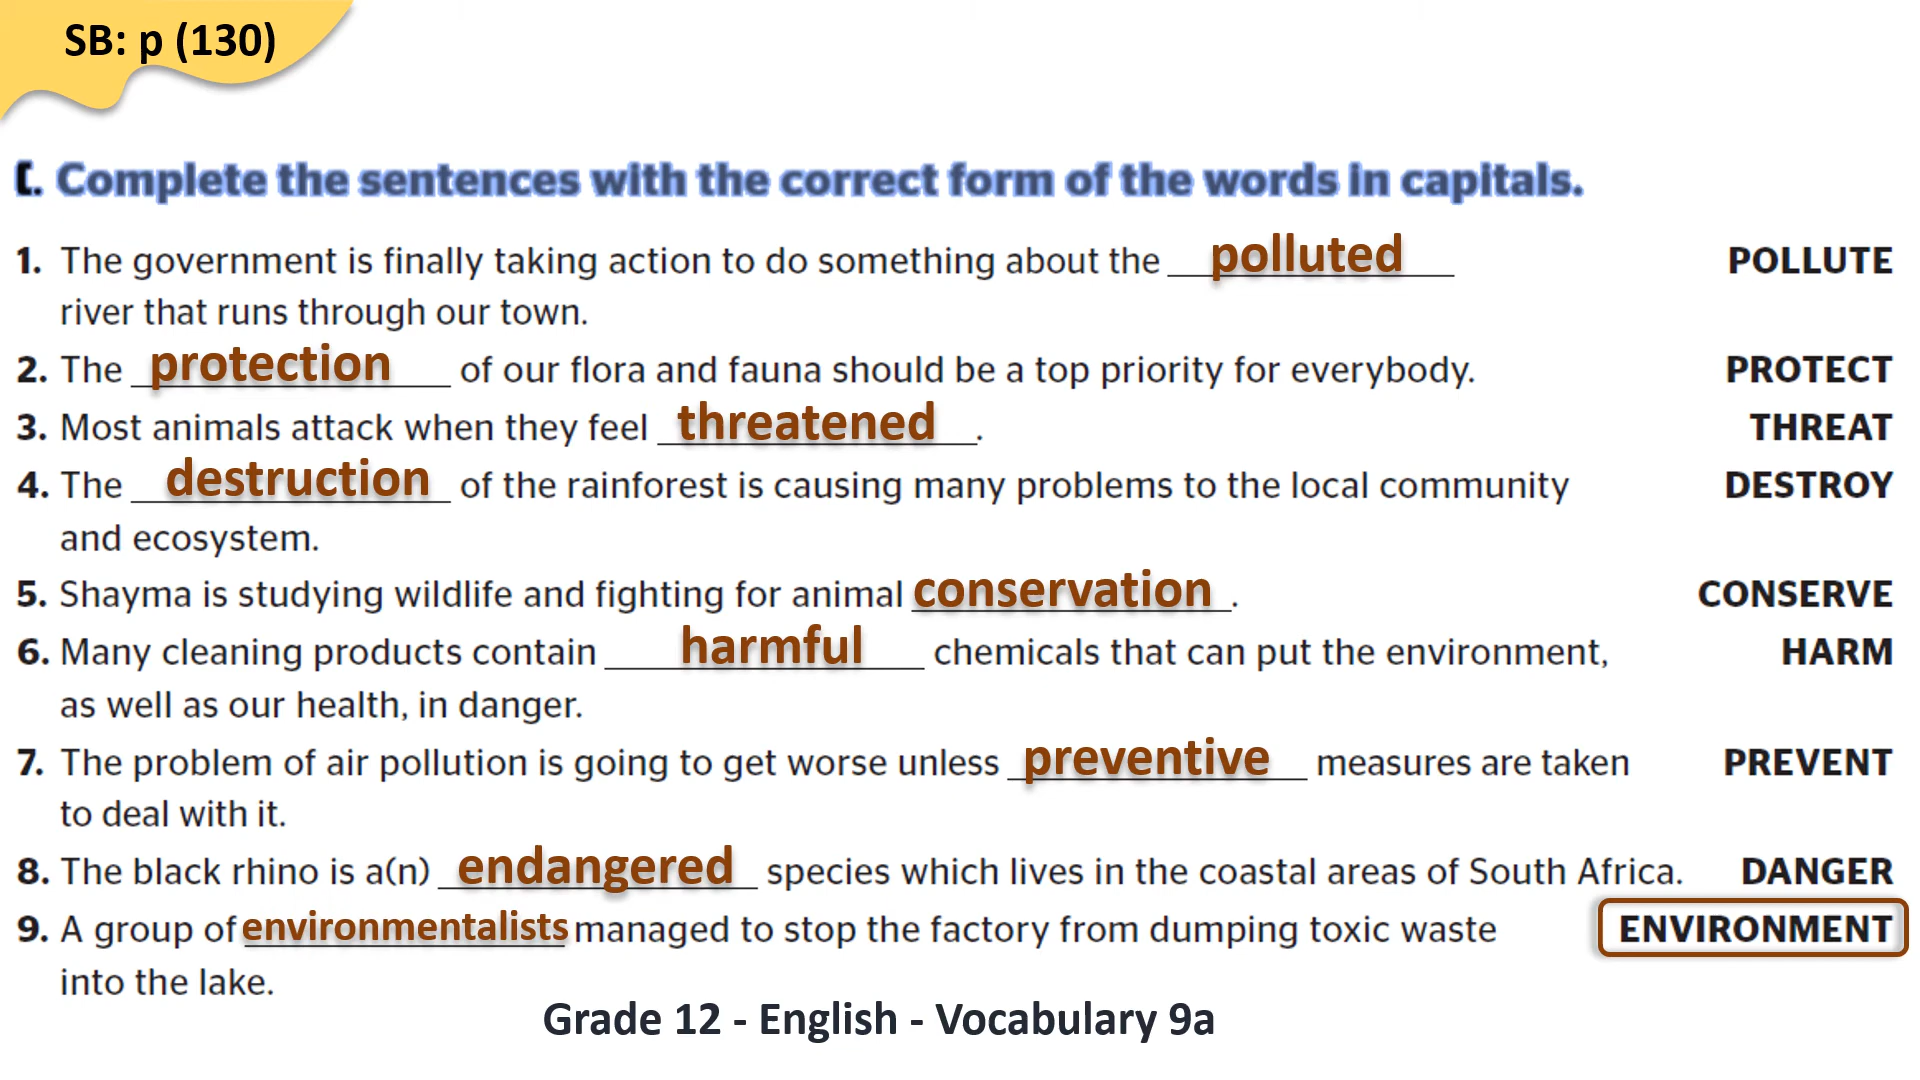 SB: p (130)
C. Complete the sentences with the correct form of the words in capitals.
1. The government is finally taking action to do something about the polluted POLLUTE
river that runs through our town.
2. The protection of our flora and fauna should be a top priority for everybody. PROTECT
3. Most animals attack when they feel threatened. THREAT
4. The destruction of the rainforest is causing many problems to the local community DESTROY
and ecosystem.
5. Shayma is studying wildlife and fighting for animal conservation. CONSERVE
6. Many cleaning products contain harmful chemicals that can put the environment, HARM
as well as our health, in danger.
7. The problem of air pollution is going to get worse unless preventive measures are taken PREVENT
to deal with it.
8. The black rhino is a(n) endangered species which lives in the coastal areas of South Africa. DANGER
9. A group of environmentalists managed to stop the factory from dumping toxic waste ENVIRONMENT
into the lake.
Grade 12 - English - Vocabulary 9a